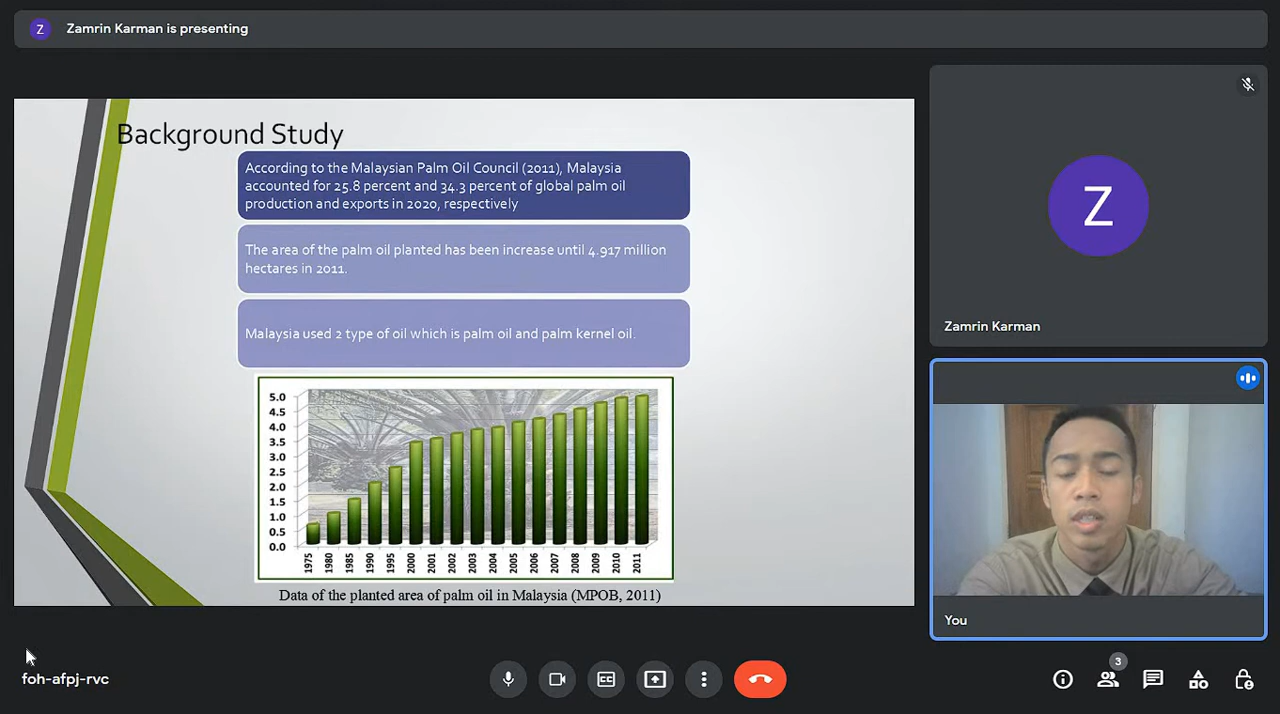 Z
Zamrin Karman is presenting
Background Study
According to the Malaysian Palm Oil Council (2011), Malaysia
accounted for 25.8 percent and 34.3 percent of global palm oil
production and exports in 2020, respectively
The area of the palm oil planted has been increase until 4.917 million
hectares in 2011.
Malaysia used 2 type of oil which is palm oil and palm kernel oil.
5.0
4.5
4.0
3.5
3.0
2.5
2.0
1.5
1.0
0.5
0.0
1975 1980 1985 1990 1995 2000 2001 2002 2003 2004 2005 2006 2007 2008 2009 2010 2011
Data of the planted area of palm oil in Malaysia (MPOB, 2011)
Z
Zamrin Karman
You
foh-afpj-rvc
CC
3